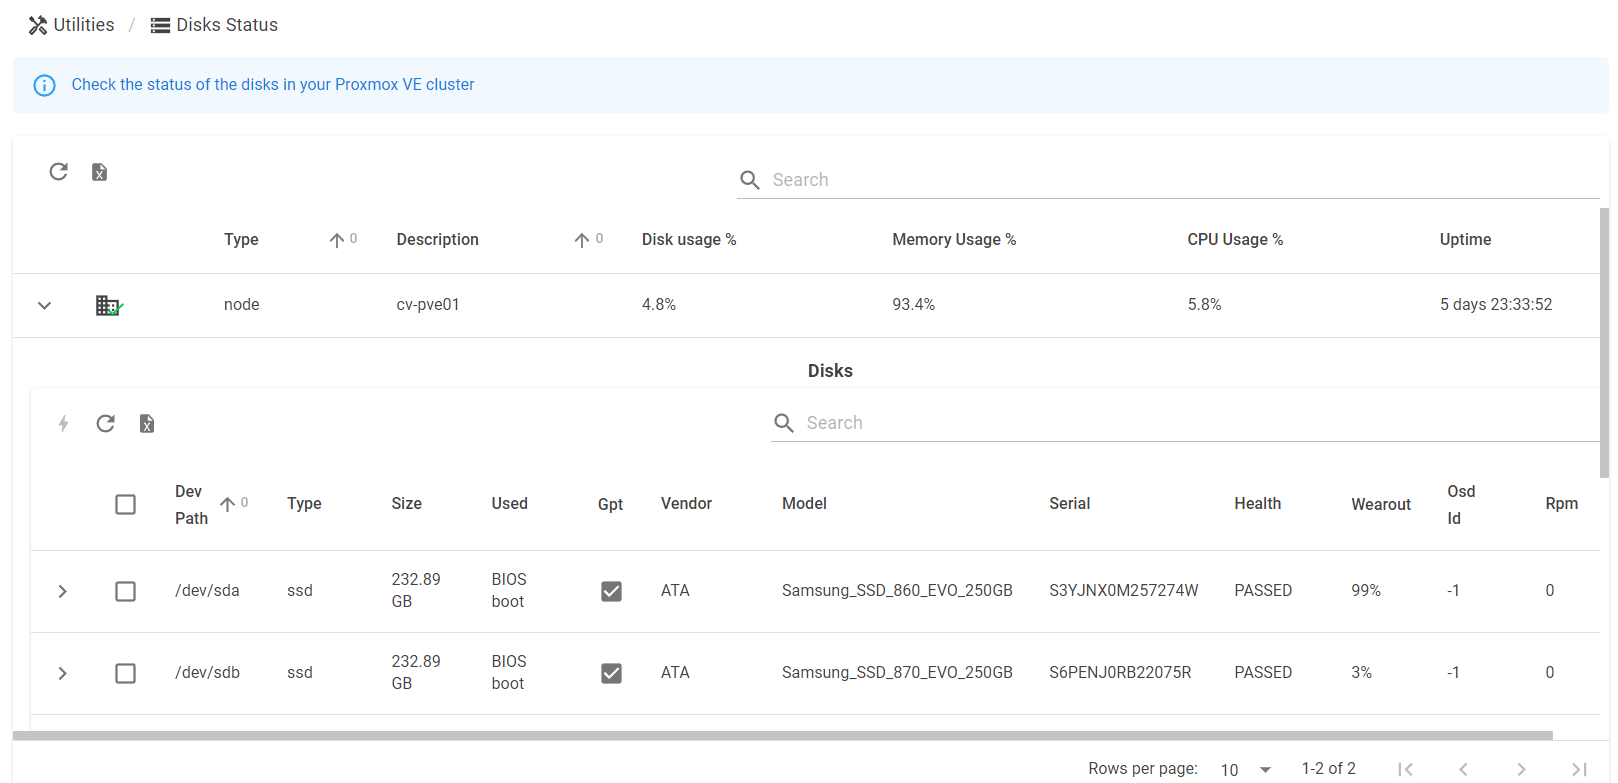 Utilities / Disks Status
Check the status of the disks in your Proxmox VE cluster
Search
Type 0 Description 0 Disk usage % Memory Usage % CPU Usage % Uptime
node cv-pve01 4.8% 93.4% 5.8% 5 days 23:33:52
Disks
Search
Dev Path 0 Type Size Used Gpt Vendor Model Serial Health Wearout Osd Id Rpm
/dev/sda ssd 232.89 GB BIOS boot ATA Samsung_SSD_860_EVO_250GB S3YJNX0M257274W PASSED 99% -1 0
/dev/sdb ssd 232.89 GB BIOS boot ATA Samsung_SSD_870_EVO_250GB S6PENJ0RB22075R PASSED 3% -1 0
Rows per page: 10 1-2 of 2